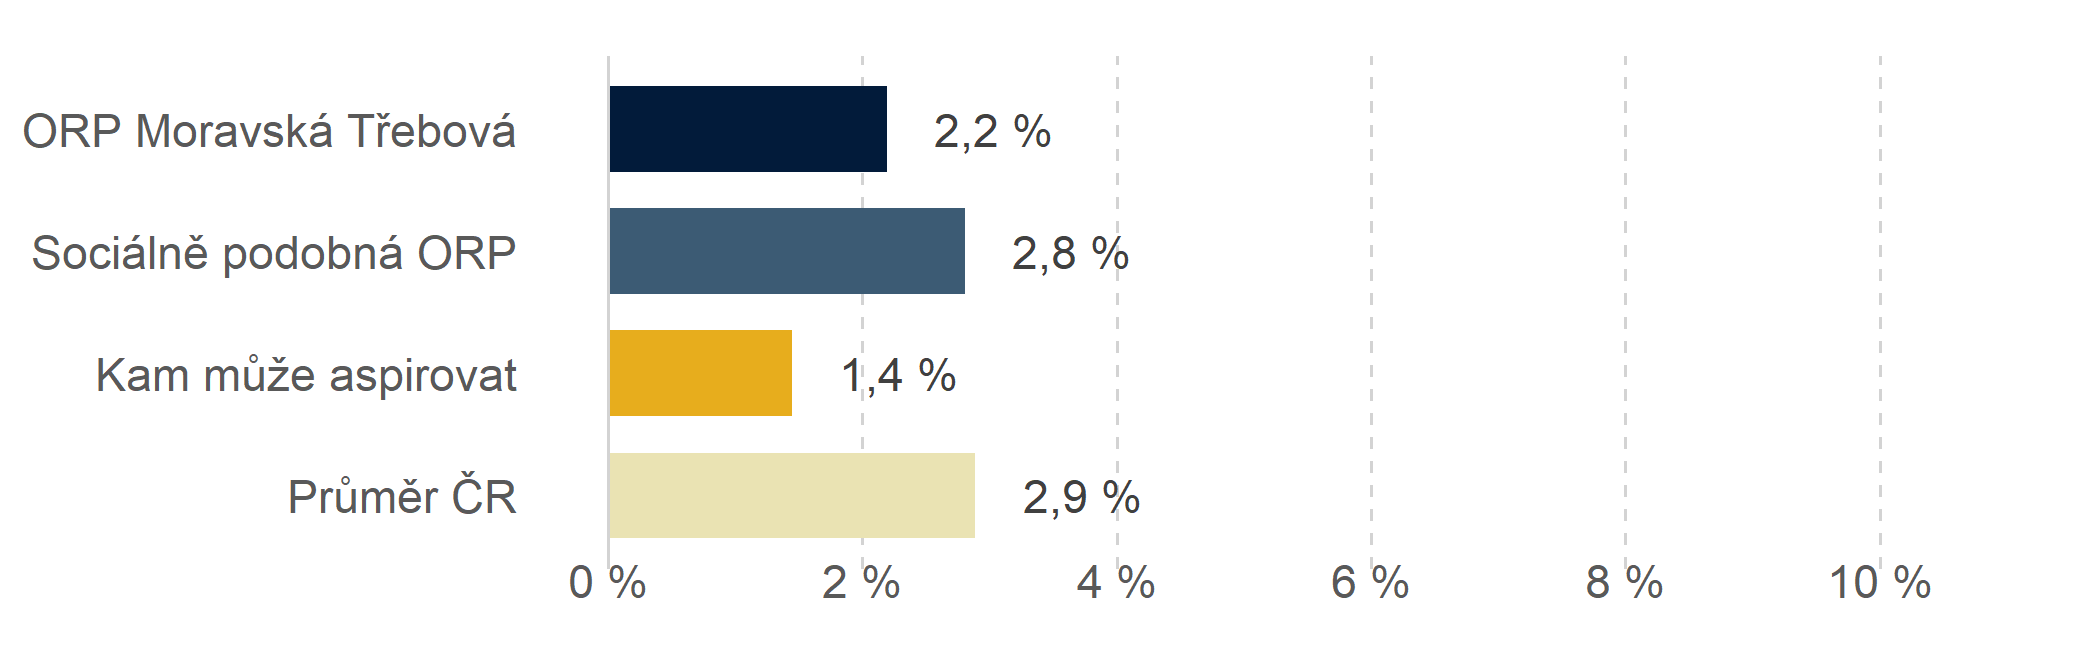 ORP Moravská Třebová 2,2 %
Sociálně podobná ORP 2,8 %
Kam může aspirovat 1,4 %
Průměr ČR 2,9 %
0 % 2 % 4 % 6 % 8 % 10 %